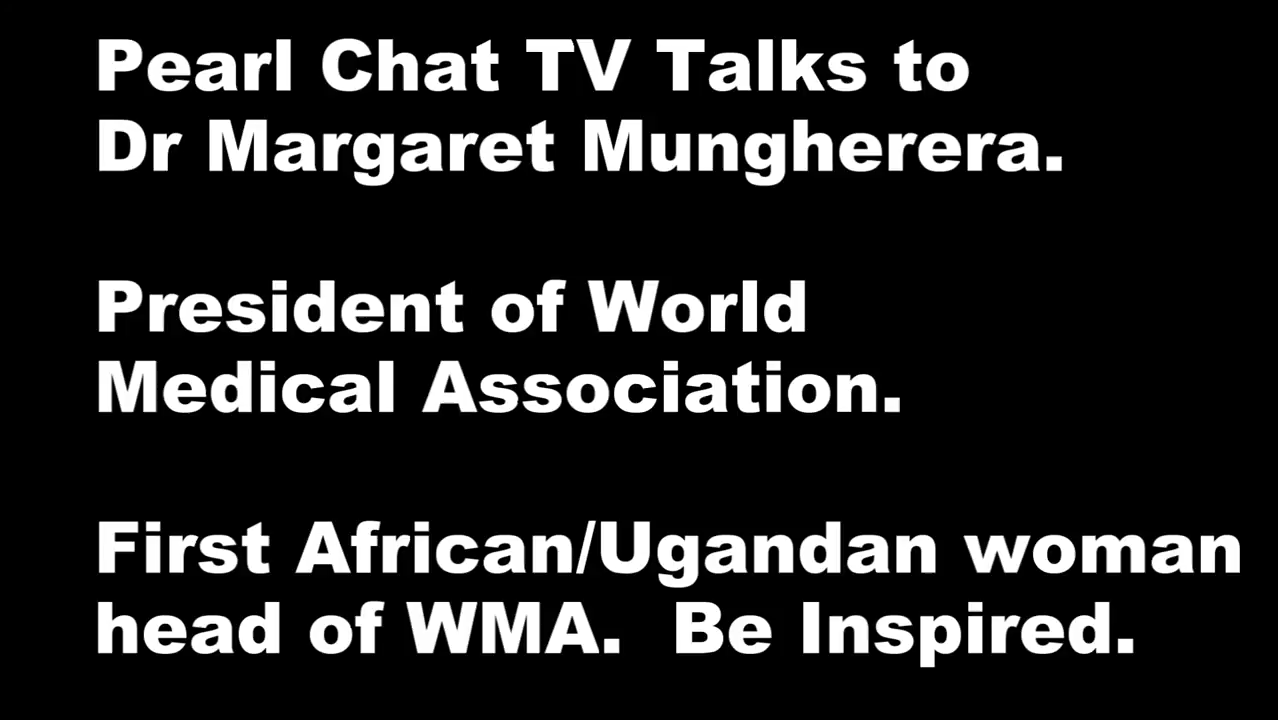 Pearl Chat TV Talks to
Dr Margaret Mungherera.
President of World
Medical Association.
First African/Ugandan woman
head of WMA.  Be Inspired.